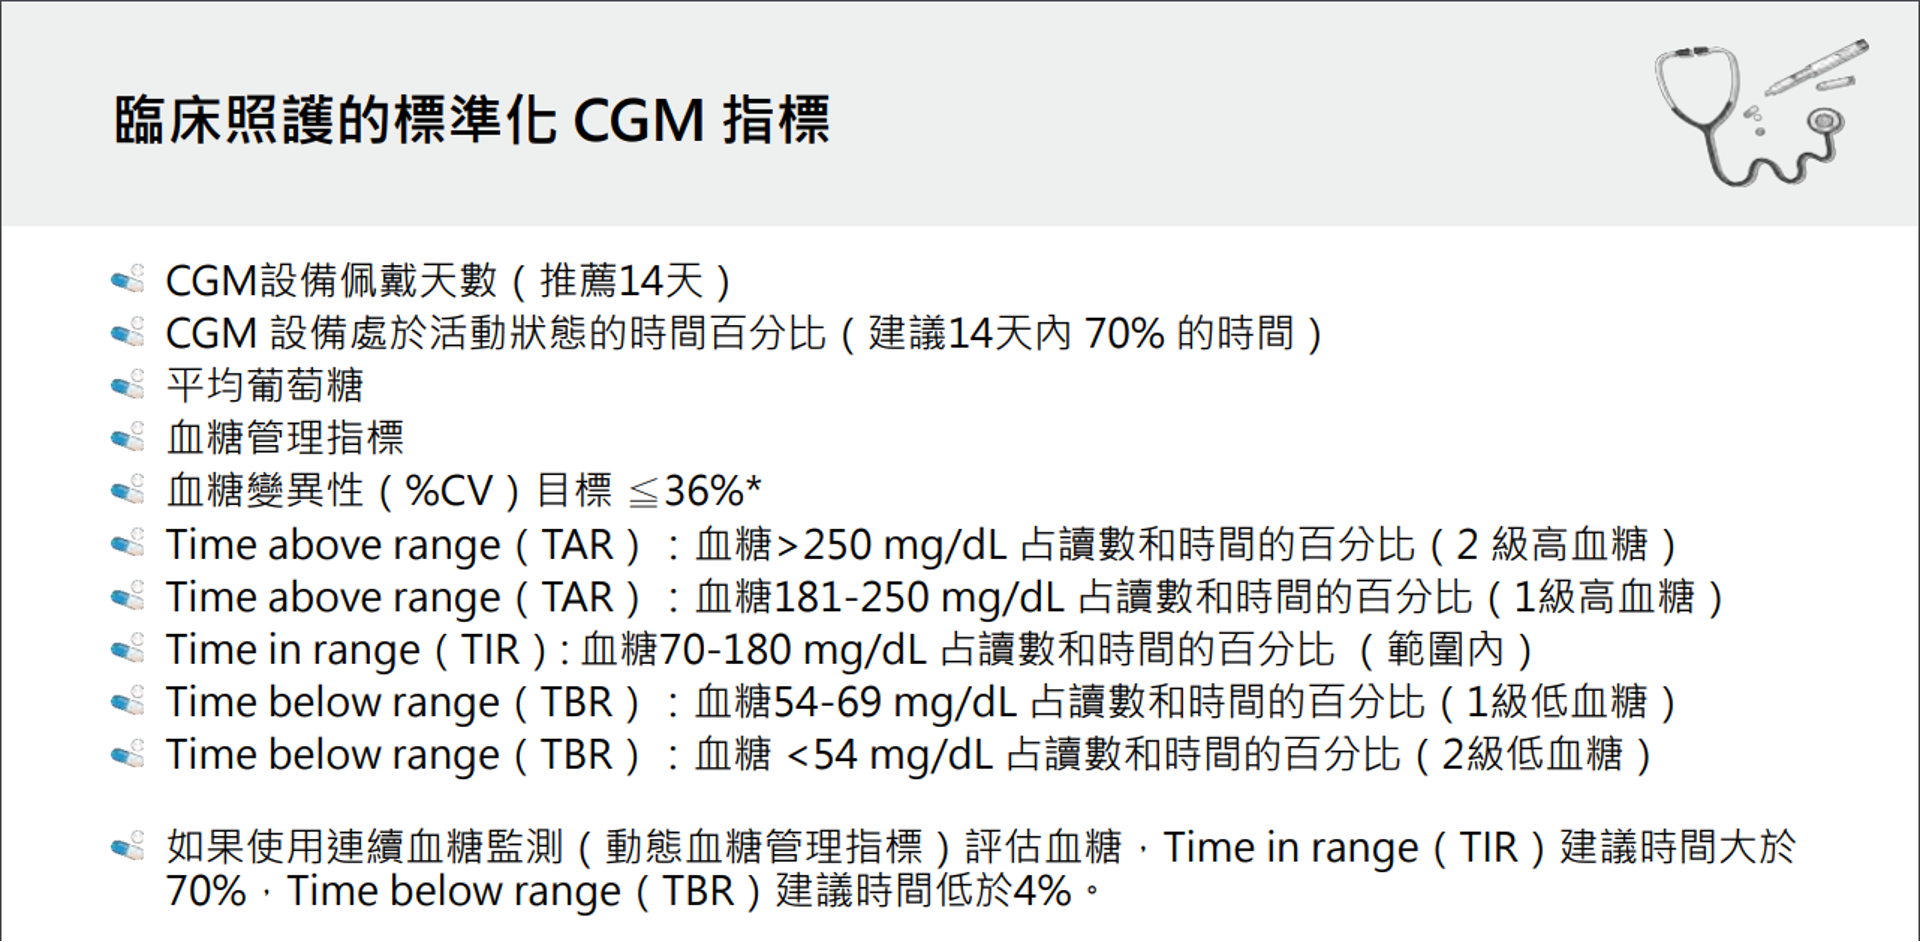 臨床照護的標準化 CGM 指標
CGM設備佩戴天數（推薦14天）
CGM 設備處於活動狀態的時間百分比（建議14天內 70% 的時間）
平均葡萄糖
血糖管理指標
血糖變異性（%CV）目標 ≦36%*
Time above range（TAR）：血糖>250 mg/dL 占讀數和時間的百分比（2 級高血糖）
Time above range（TAR）：血糖181-250 mg/dL 占讀數和時間的百分比（1級高血糖）
Time in range（TIR）: 血糖70-180 mg/dL 占讀數和時間的百分比 （範圍內）
Time below range（TBR）：血糖54-69 mg/dL 占讀數和時間的百分比（1級低血糖）
Time below range（TBR）：血糖 <54 mg/dL 占讀數和時間的百分比（2級低血糖）
如果使用連續血糖監測（動態血糖管理指標）評估血糖，Time in range（TIR）建議時間大於
70%，Time below range（TBR）建議時間低於4%。